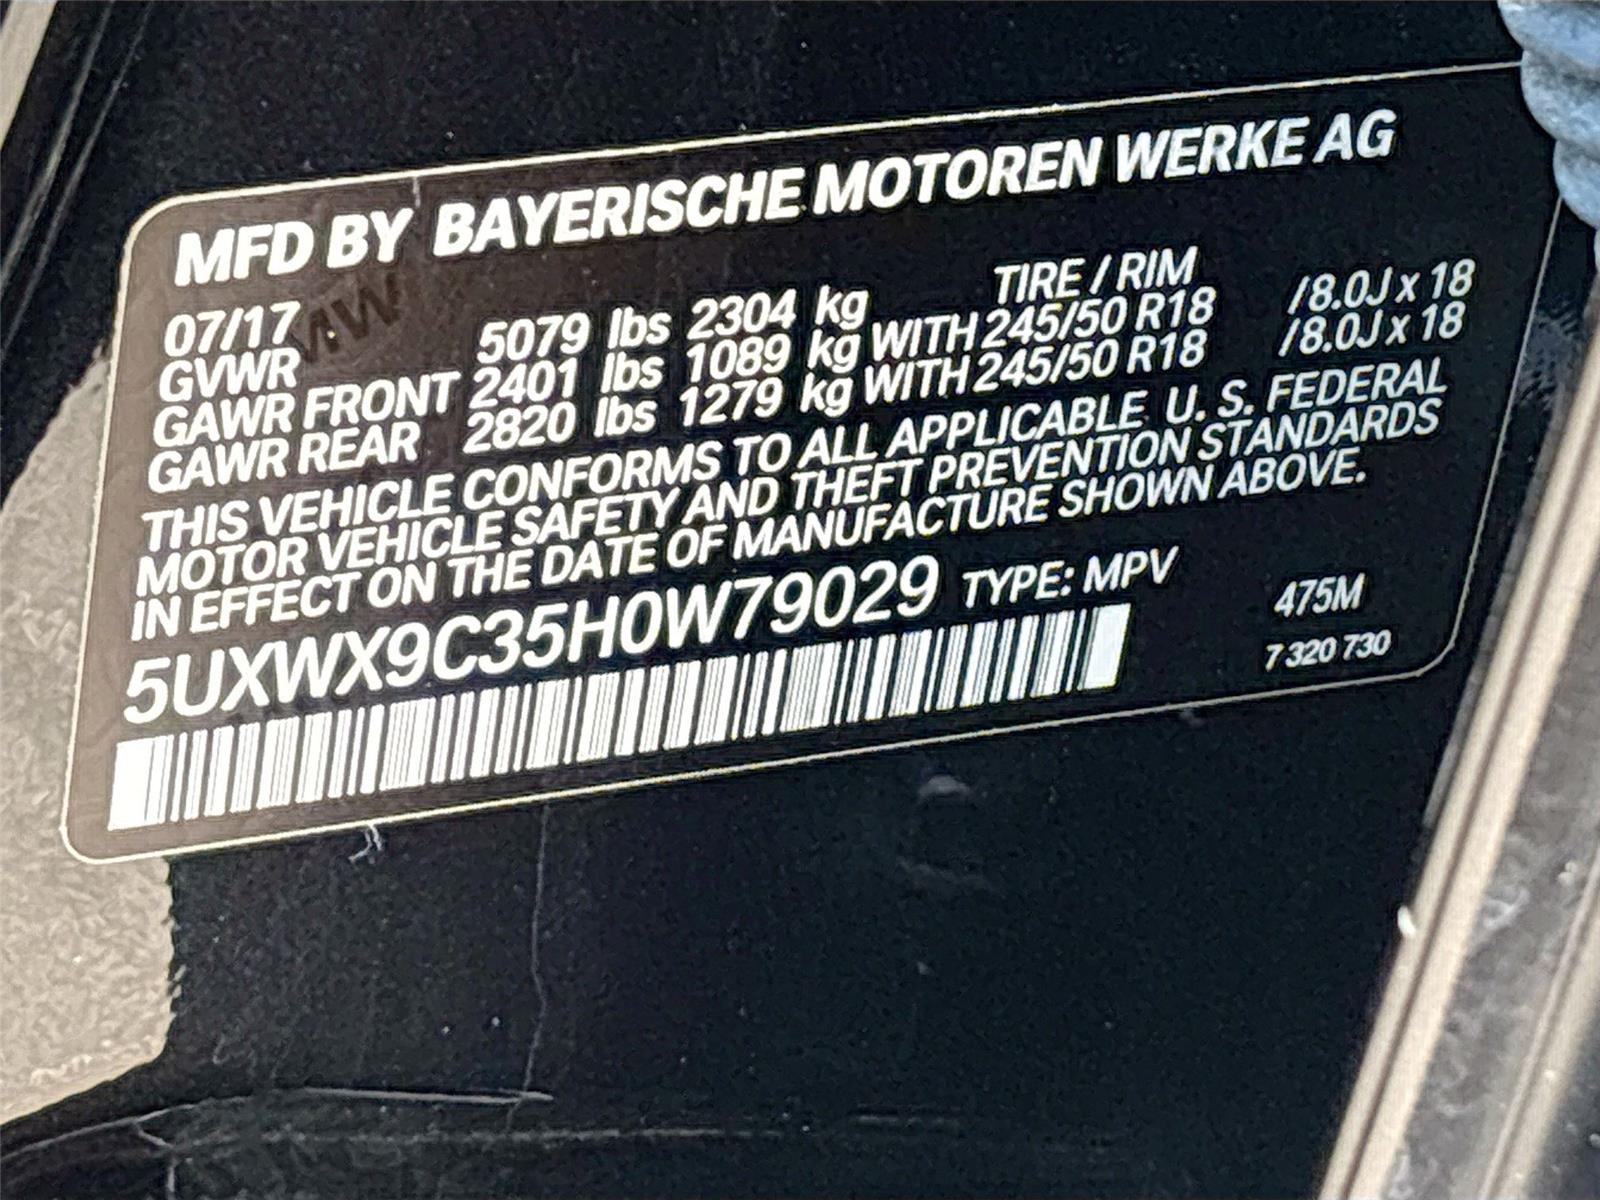 MFD BY BAYERISCHE MOTOREN WERKE AG
07/17 TIRE / RIM
GVWR 5079 lbs 2304 kg
GAWR FRONT 2401 lbs 1089 kg WITH 245/50 R18 /8.0J x 18
GAWR REAR 2820 lbs 1279 kg WITH 245/50 R18 /8.0J x 18
THIS VEHICLE CONFORMS TO ALL APPLICABLE U. S. FEDERAL
MOTOR VEHICLE SAFETY AND THEFT PREVENTION STANDARDS
IN EFFECT ON THE DATE OF MANUFACTURE SHOWN ABOVE.
5UXWX9C35H0W79029 TYPE: MPV 475M
7 320 730